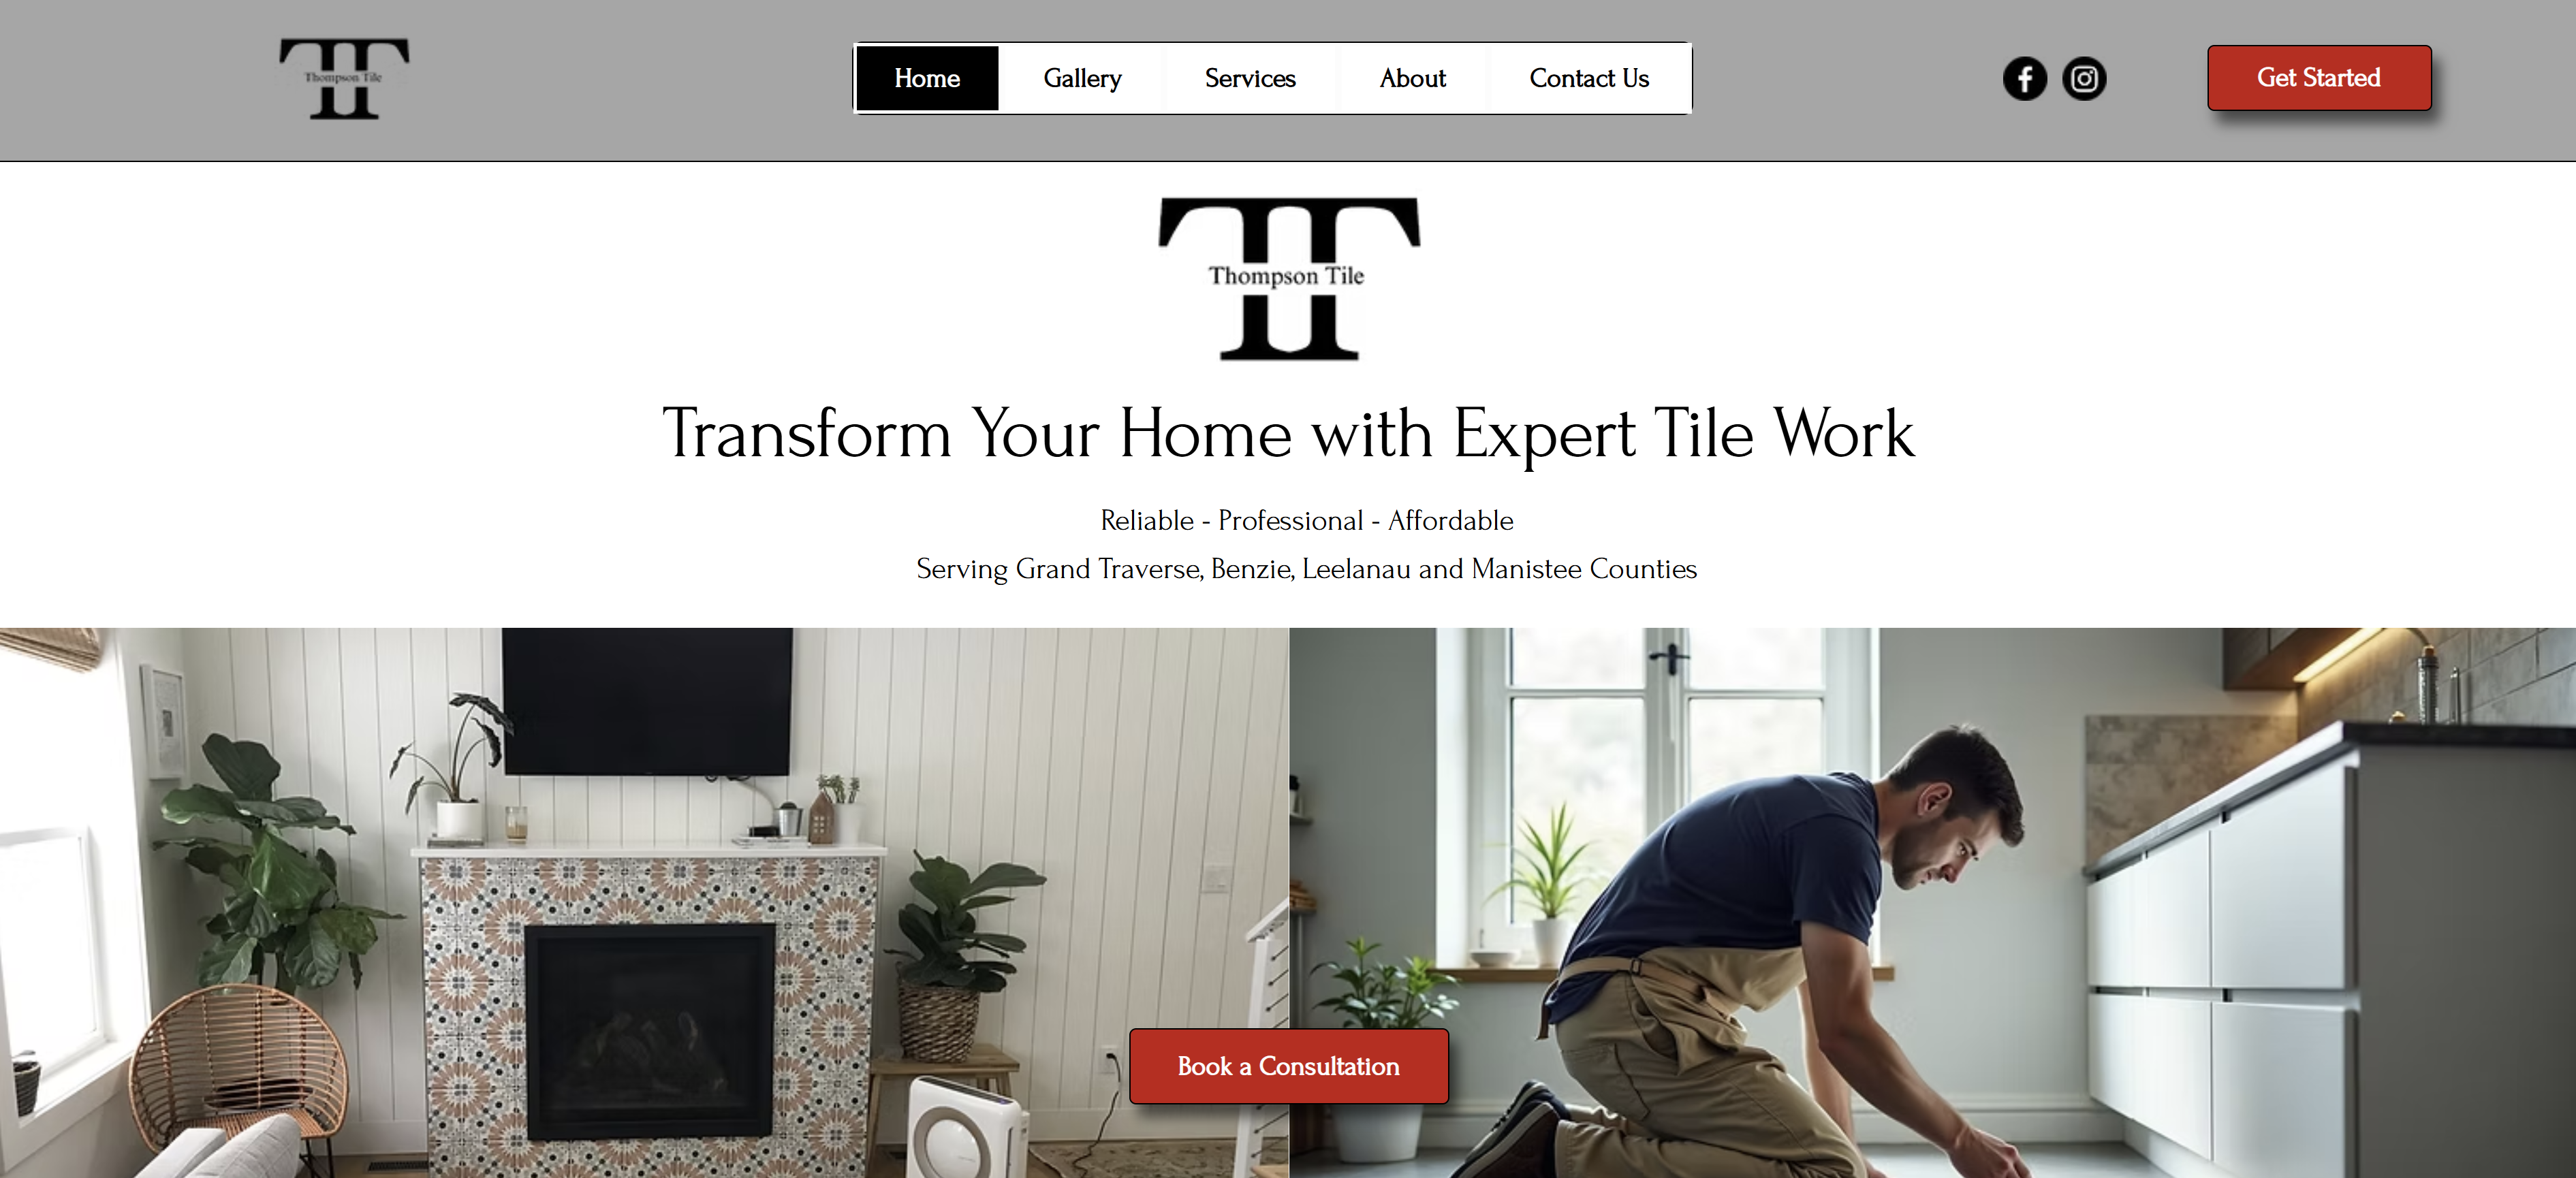 Thompson Tile
Home
Gallery
Services
About
Contact Us
Get Started
Thompson Tile
Transform Your Home with Expert Tile Work
Reliable - Professional - Affordable
Serving Grand Traverse, Benzie, Leelanau and Manistee Counties
Book a Consultation